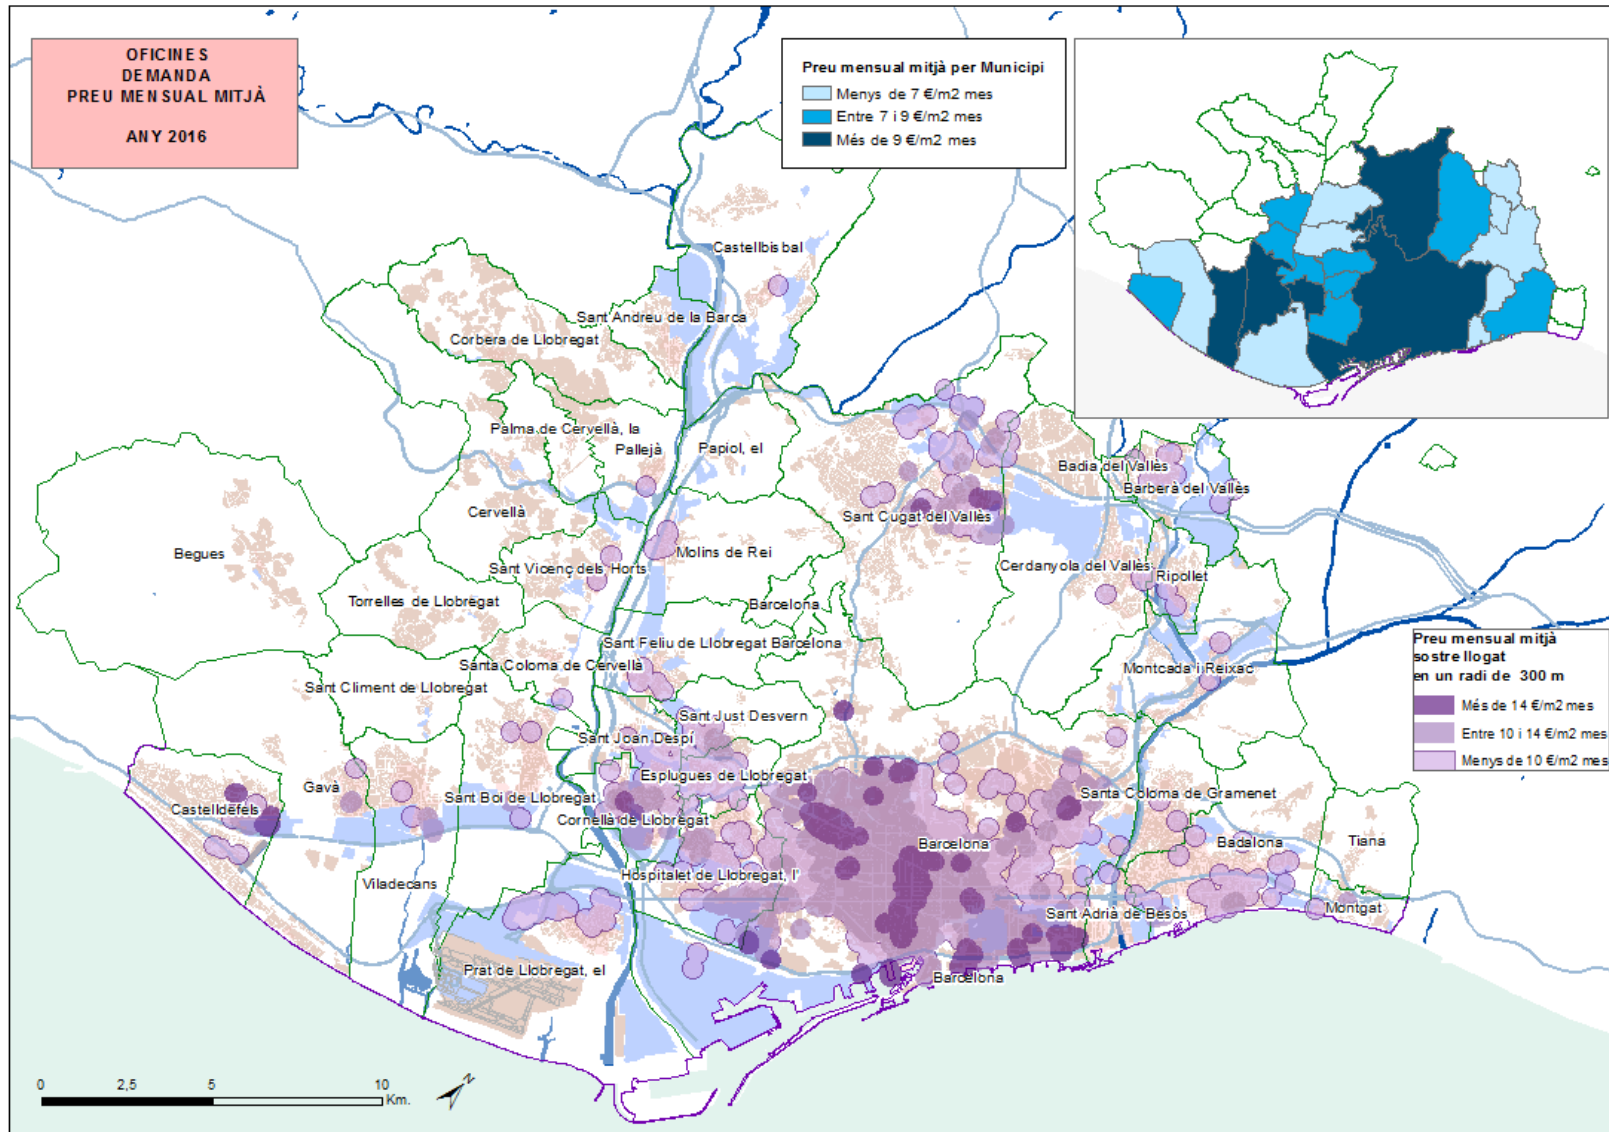 OFICINES
DEMANDA
PREU MENSUAL MITJÀ
ANY 2016
Preu mensual mitjà per Municipi
Menys de 7 €/m2 mes
Entre 7 i 9 €/m2 mes
Més de 9 €/m2 mes
Castellbisbal
Sant Andreu de la Barca
Corbera de Llobregat
Palma de Cervellà, la
Pallejà
Papiol, el
Badia del Vallès
Barberà del Vallès
Cervellà
Sant Cugat del Vallès
Begues
Molins de Rei
Sant Vicenç dels Horts
Cerdanyola del Vallès
Ripollet
Torrelles de Llobregat
Barcelona
Sant Feliu de Llobregat Barcelona
Santa Coloma de Cervellà
Montcada i Reixac
Sant Climent de Llobregat
Sant Just Desvern
Sant Joan Despí
Esplugues de Llobregat
Gavà
Sant Boi de Llobregat
Santa Coloma de Gramenet
Castelldefels
Cornellà de Llobregat
Barcelona
Badalona
Tiana
Hospitalet de Llobregat, l'
Viladecans
Sant Adrià de Besòs
Montgat
Prat de Llobregat, el
Barcelona
Preu mensual mitjà
sostre llogat
en un radi de 300 m
Més de 14 €/m2 mes
Entre 10 i 14 €/m2 mes
Menys de 10 €/m2 mes
0 2,5 5 10
Km.
N